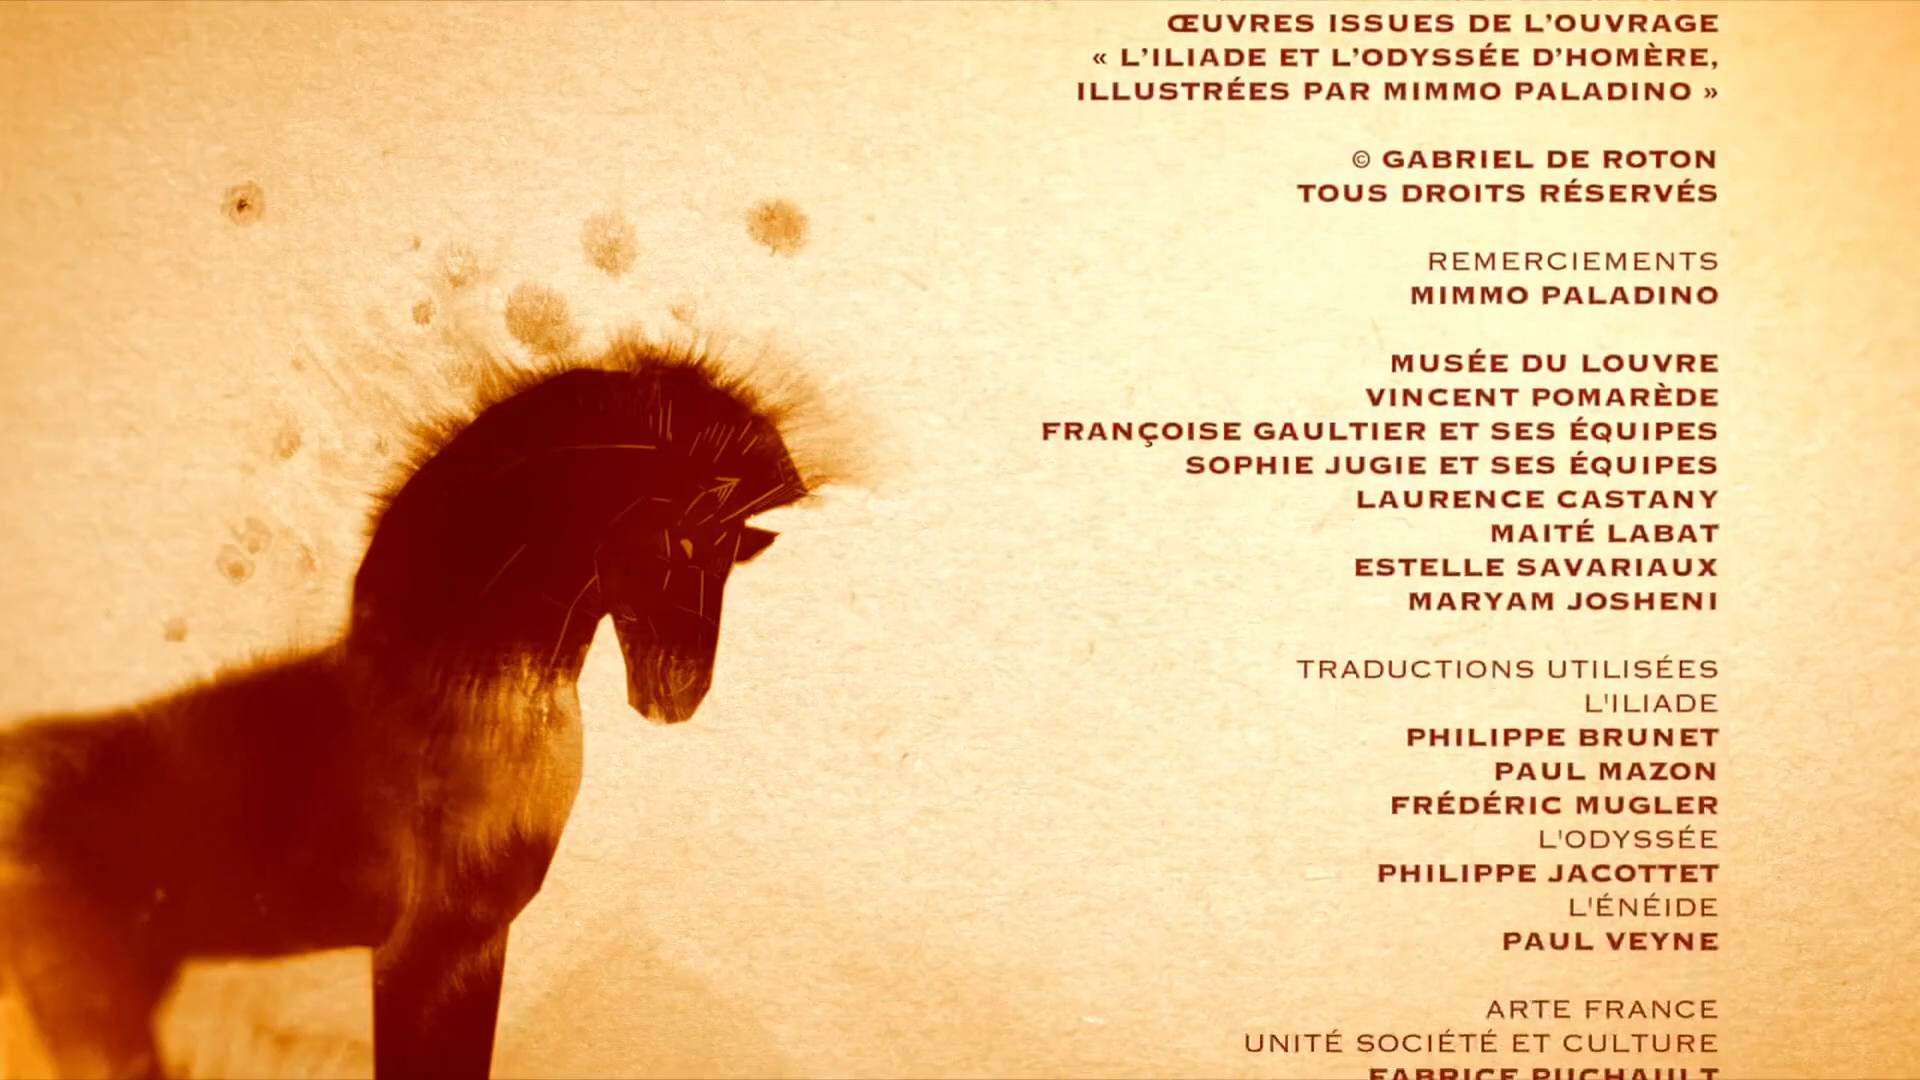 ŒUVRES ISSUES DE L’OUVRAGE
« L’ILIADE ET L’ODYSSÉE D’HOMÈRE,
ILLUSTRÉES PAR MIMMO PALADINO »
© GABRIEL DE ROTON
TOUS DROITS RÉSERVÉS
REMERCIEMENTS
MIMMO PALADINO
MUSÉE DU LOUVRE
VINCENT POMARÈDE
FRANÇOISE GAULTIER ET SES ÉQUIPES
SOPHIE JUGIE ET SES ÉQUIPES
LAURENCE CASTANY
MAITÉ LABAT
ESTELLE SAVARIAUX
MARYAM JOSHENI
TRADUCTIONS UTILISÉES
L'ILIADE
PHILIPPE BRUNET
PAUL MAZON
FRÉDÉRIC MUGLER
L'ODYSSÉE
PHILIPPE JACOTTET
L'ÉNÉIDE
PAUL VEYNE
ARTE FRANCE
UNITÉ SOCIÉTÉ ET CULTURE
FABRICE PUCHAULT